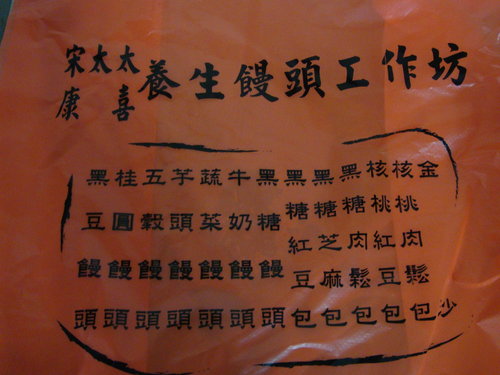 宋太太
康喜
養生饅頭工作坊
黑豆饅頭
桂圓饅頭
五穀饅頭
芋頭饅頭
蔬菜饅頭
牛奶饅頭
黑糖饅頭
黑糖紅豆包
黑糖芝麻包
黑糖肉鬆包
核桃紅豆包
核桃肉鬆包
金沙